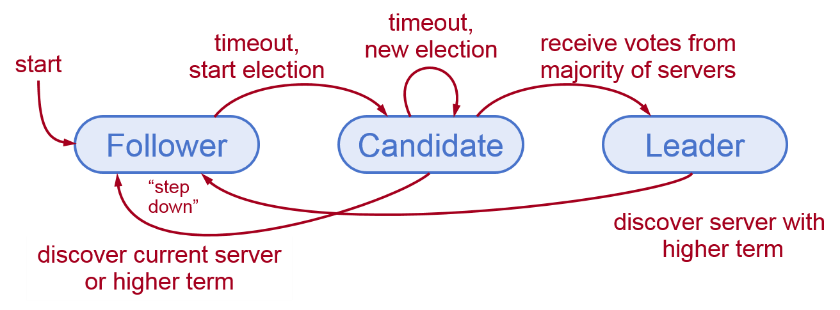 start
timeout,
start election
timeout,
new election
receive votes from
majority of servers
Follower
Candidate
Leader
“step
down”
discover current server
or higher term
discover server with
higher term